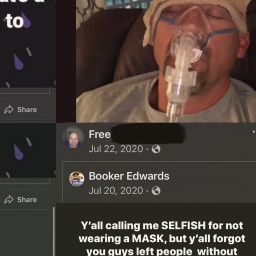 to
Share
Share
Free
Jul 22, 2020 ·
Booker Edwards
Jul 20, 2020 ·
Y'all calling me SELFISH for not
wearing a MASK, but y'all forgot
you guys left people without